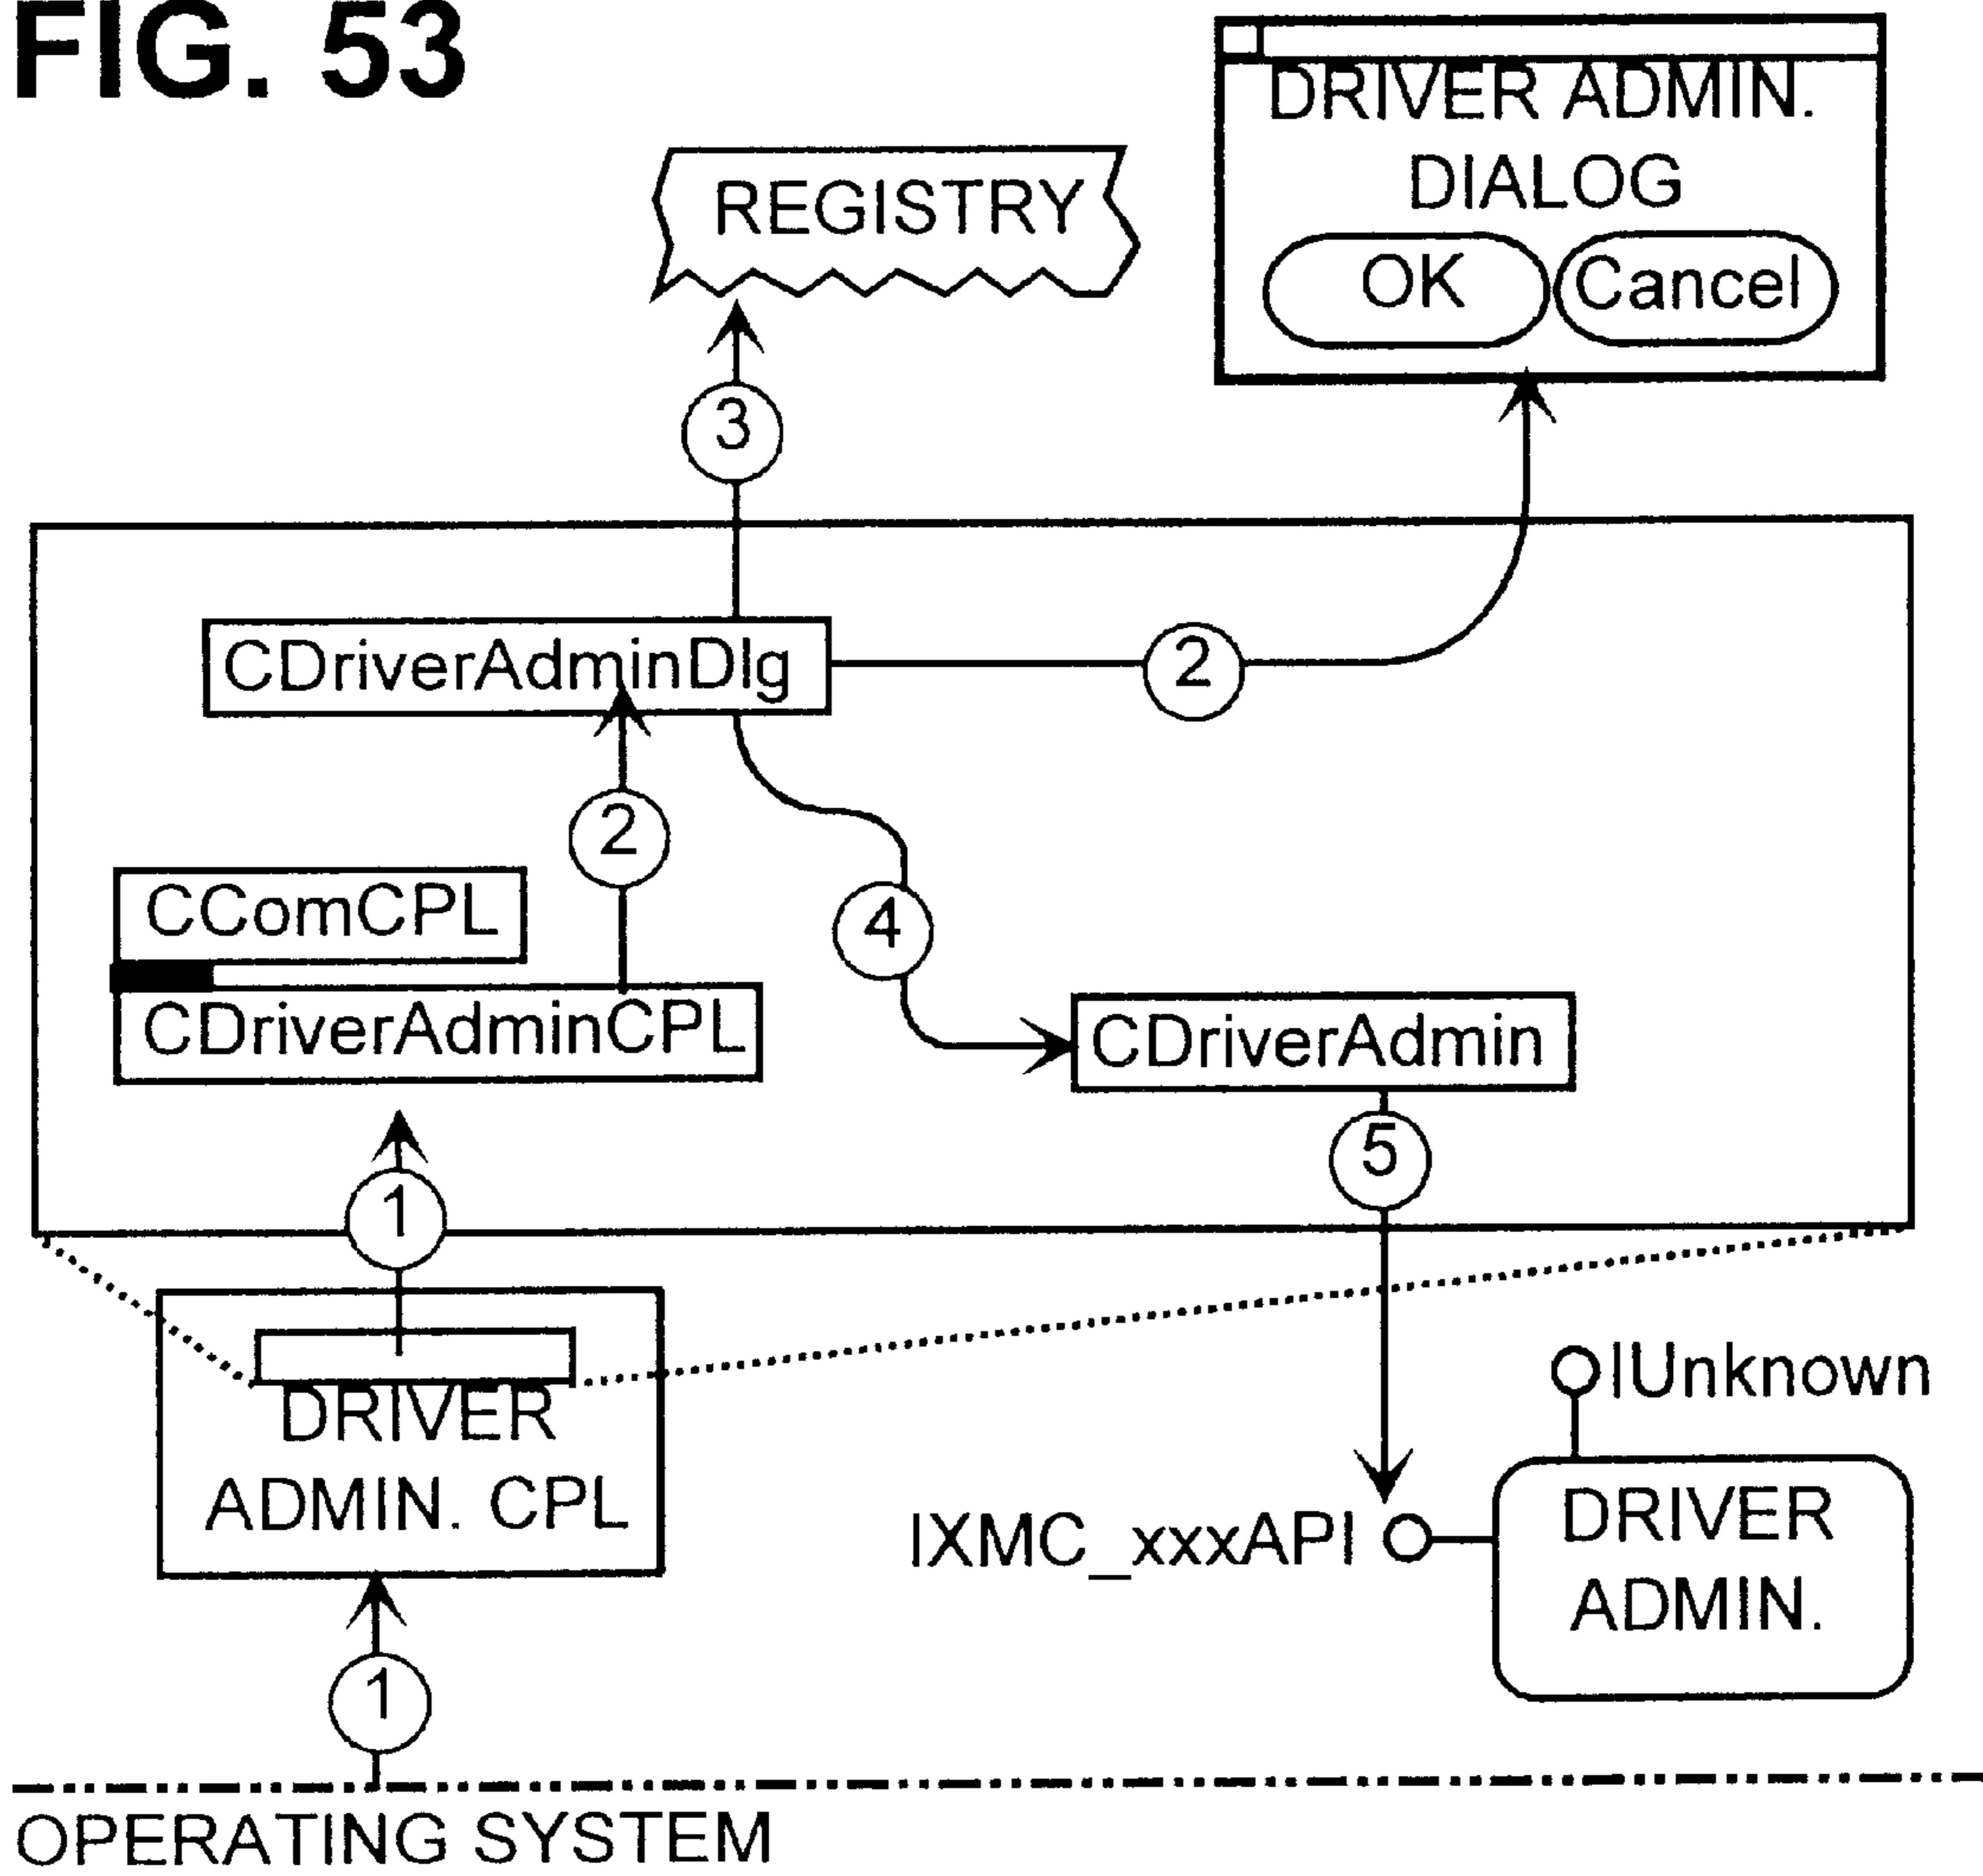 FIG. 53
DRIVER ADMIN.
DIALOG
OK
Cancel
REGISTRY
3
CDriverAdminDlg
2
2
CComCPL
4
CDriverAdminCPL
CDriverAdmin
5
1
DRIVER
ADMIN. CPL
IUnknown
IXMC_xxxAPI
DRIVER
ADMIN.
1
OPERATING SYSTEM